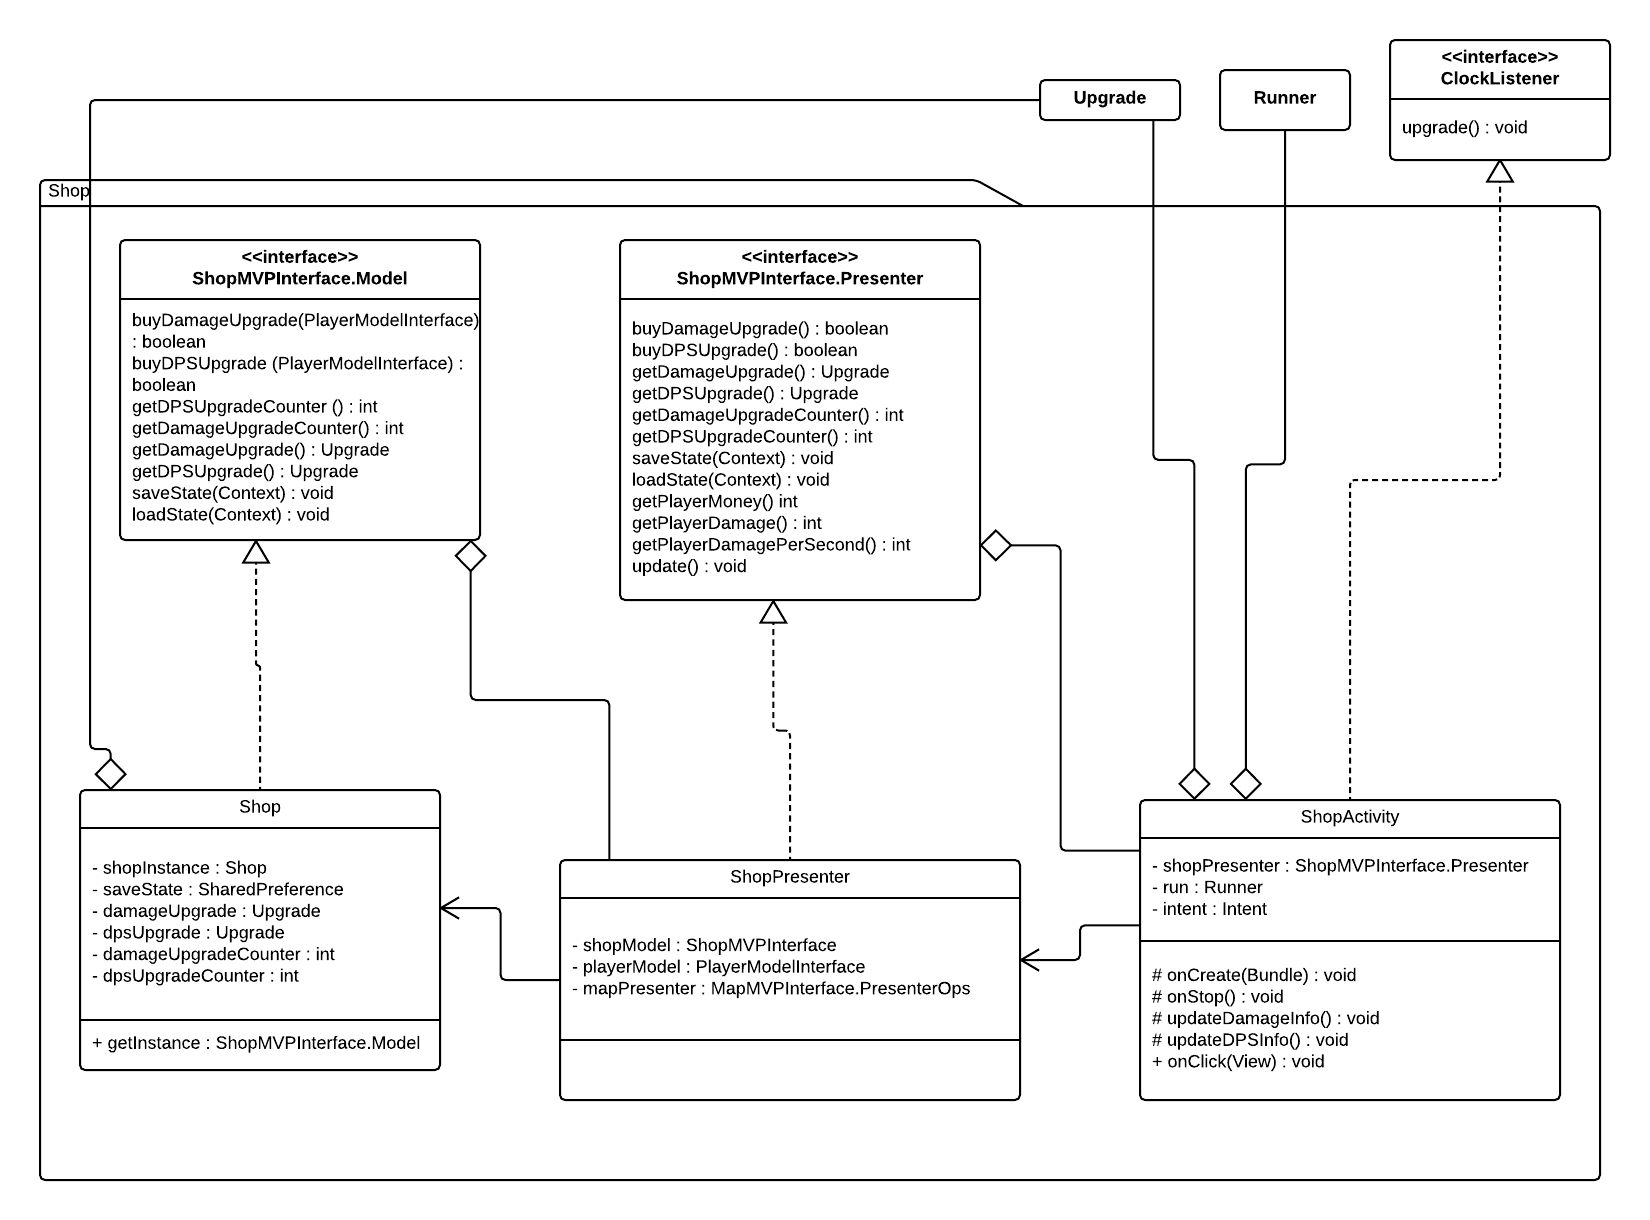 Upgrade
Runner
<<interface>>
ClockListener
upgrade() : void
Shop
<<interface>>
ShopMVPInterface.Model
buyDamageUpgrade(PlayerModelInterface)
: boolean
buyDPSUpgrade (PlayerModelInterface) :
boolean
getDPSUpgradeCounter () : int
getDamageUpgradeCounter() : int
getDamageUpgrade() : Upgrade
getDPSUpgrade() : Upgrade
saveState(Context) : void
loadState(Context) : void
<<interface>>
ShopMVPInterface.Presenter
buyDamageUpgrade() : boolean
buyDPSUpgrade() : boolean
getDamageUpgrade() : Upgrade
getDPSUpgrade() : Upgrade
getDamageUpgradeCounter() : int
getDPSUpgradeCounter() : int
saveState(Context) : void
loadState(Context) : void
getPlayerMoney() int
getPlayerDamage() : int
getPlayerDamagePerSecond() : int
update() : void
Shop
- shopInstance : Shop
- saveState : SharedPreference
- damageUpgrade : Upgrade
- dpsUpgrade : Upgrade
- damageUpgradeCounter : int
- dpsUpgradeCounter : int
+ getInstance : ShopMVPInterface.Model
ShopPresenter
- shopModel : ShopMVPInterface
- playerModel : PlayerModelInterface
- mapPresenter : MapMVPInterface.PresenterOps
ShopActivity
- shopPresenter : ShopMVPInterface.Presenter
- run : Runner
- intent : Intent
# onCreate(Bundle) : void
# onStop() : void
# updateDamageInfo() : void
# updateDPSInfo() : void
+ onClick(View) : void